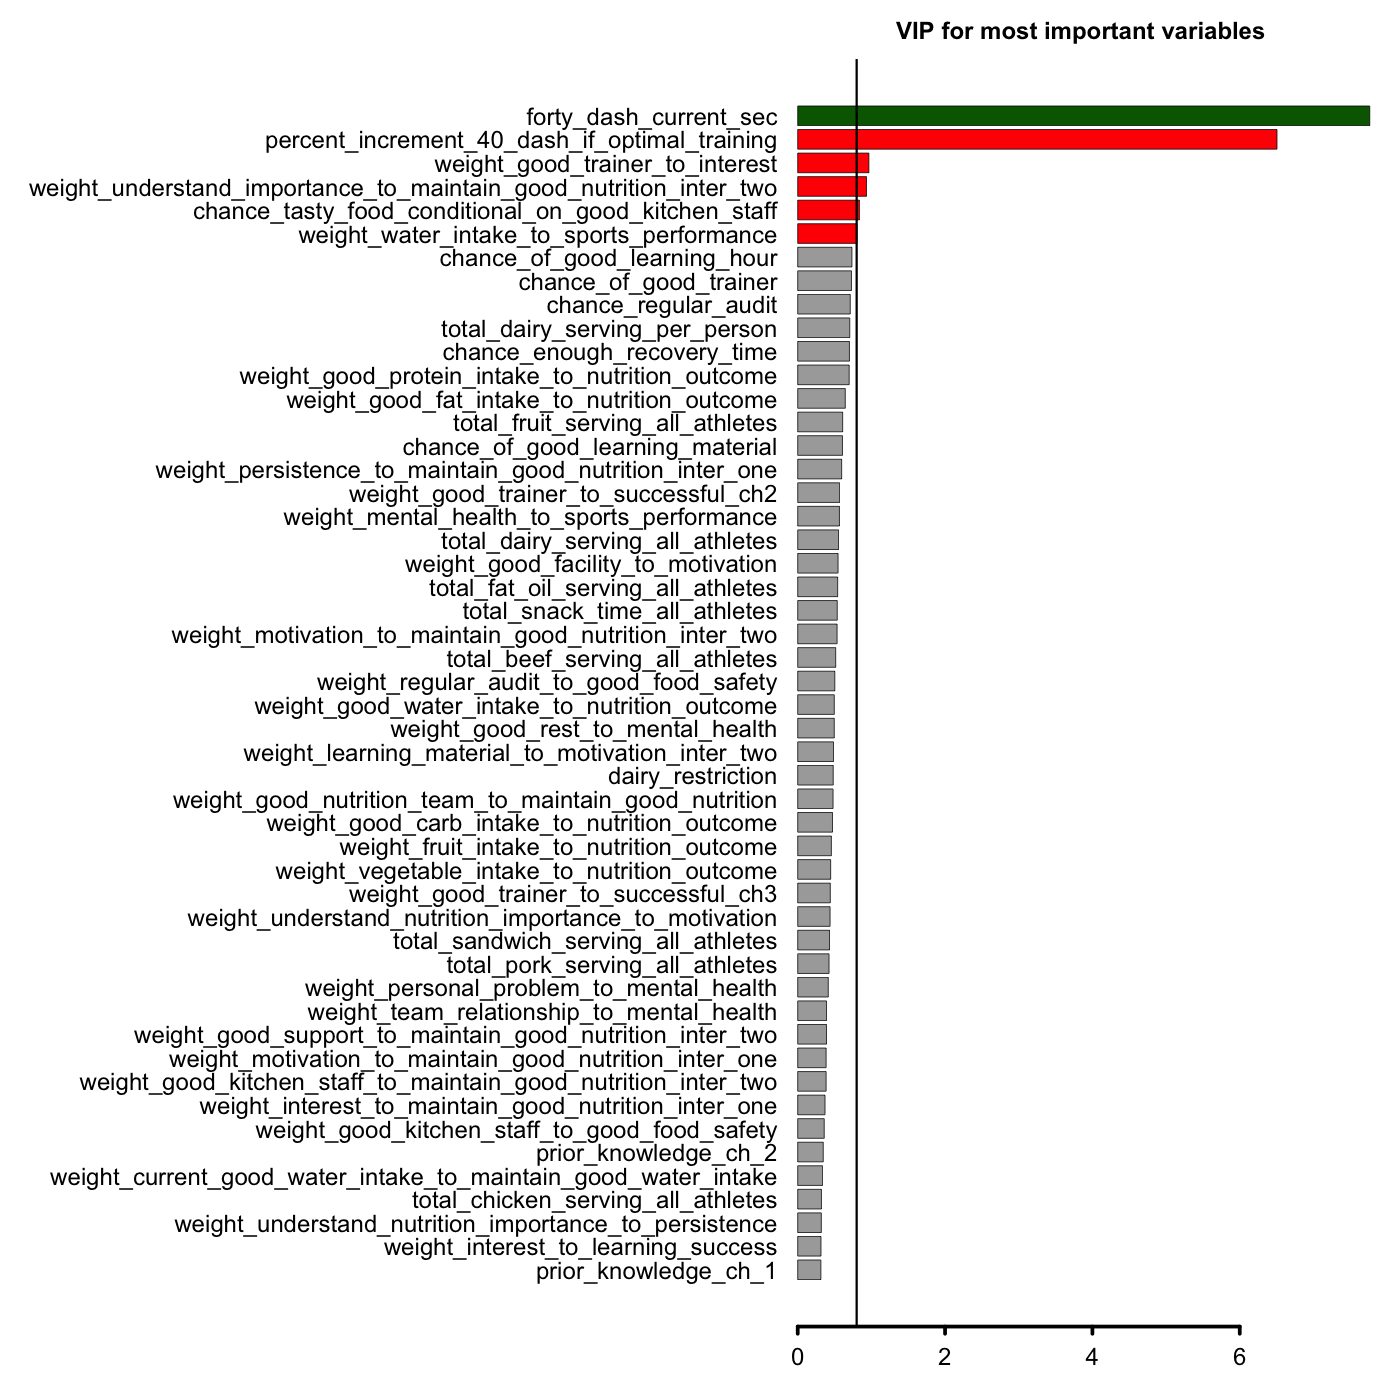 VIP for most important variables
forty_dash_current_sec
percent_increment_40_dash_if_optimal_training
weight_good_trainer_to_interest
weight_understand_importance_to_maintain_good_nutrition_inter_two
chance_tasty_food_conditional_on_good_kitchen_staff
weight_water_intake_to_sports_performance
chance_of_good_learning_hour
chance_of_good_trainer
chance_regular_audit
total_dairy_serving_per_person
chance_enough_recovery_time
weight_good_protein_intake_to_nutrition_outcome
weight_good_fat_intake_to_nutrition_outcome
total_fruit_serving_all_athletes
chance_of_good_learning_material
weight_persistence_to_maintain_good_nutrition_inter_one
weight_good_trainer_to_successful_ch2
weight_mental_health_to_sports_performance
total_dairy_serving_all_athletes
weight_good_facility_to_motivation
total_fat_oil_serving_all_athletes
total_snack_time_all_athletes
weight_motivation_to_maintain_good_nutrition_inter_two
total_beef_serving_all_athletes
weight_regular_audit_to_good_food_safety
weight_good_water_intake_to_nutrition_outcome
weight_good_rest_to_mental_health
weight_learning_material_to_motivation_inter_two
dairy_restriction
weight_good_nutrition_team_to_maintain_good_nutrition
weight_good_carb_intake_to_nutrition_outcome
weight_fruit_intake_to_nutrition_outcome
weight_vegetable_intake_to_nutrition_outcome
weight_good_trainer_to_successful_ch3
weight_understand_nutrition_importance_to_motivation
total_sandwich_serving_all_athletes
total_pork_serving_all_athletes
weight_personal_problem_to_mental_health
weight_team_relationship_to_mental_health
weight_good_support_to_maintain_good_nutrition_inter_two
weight_motivation_to_maintain_good_nutrition_inter_one
weight_good_kitchen_staff_to_maintain_good_nutrition_inter_two
weight_interest_to_maintain_good_nutrition_inter_one
weight_good_kitchen_staff_to_good_food_safety
prior_knowledge_ch_2
weight_current_good_water_intake_to_maintain_good_water_intake
total_chicken_serving_all_athletes
weight_understand_nutrition_importance_to_persistence
weight_interest_to_learning_success
prior_knowledge_ch_1
0 2 4 6